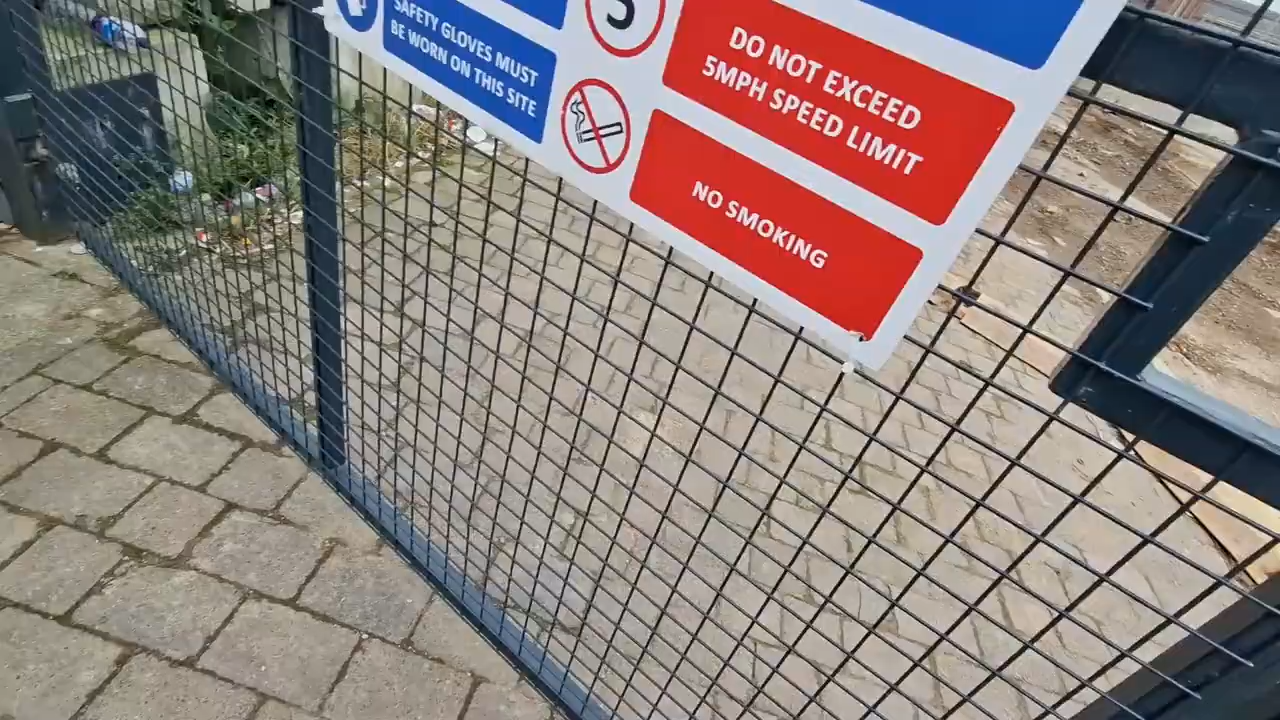 SAFETY GLOVES MUST
BE WORN ON THIS SITE
5
DO NOT EXCEED
5MPH SPEED LIMIT
NO SMOKING